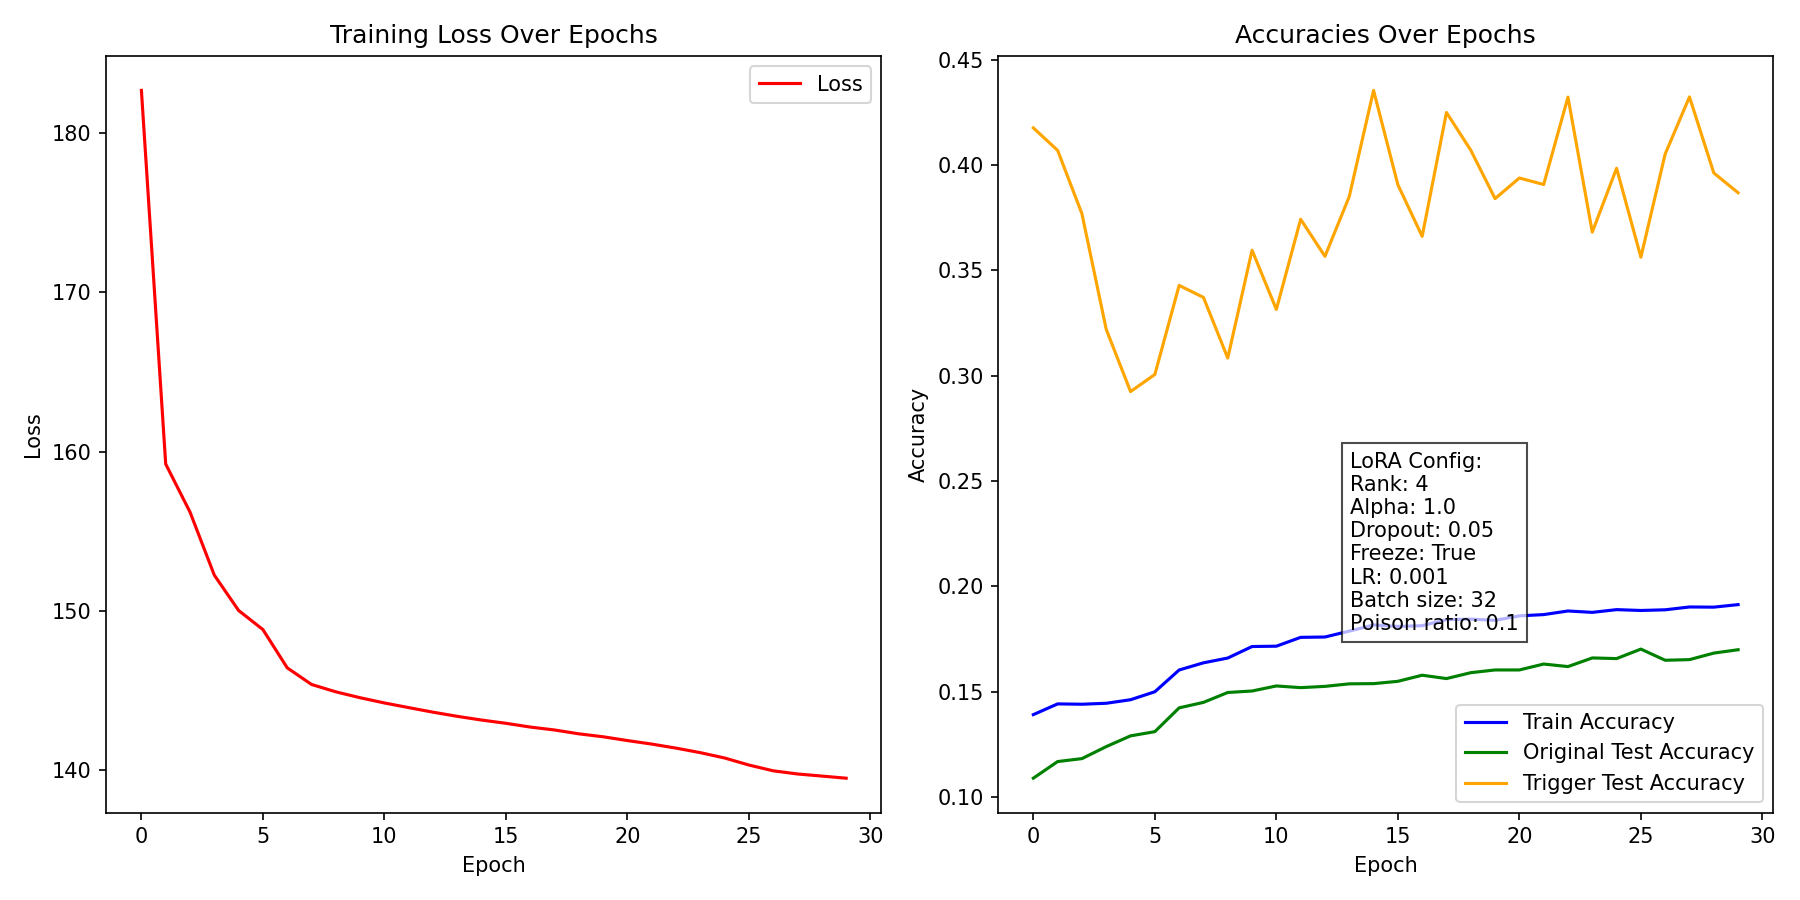 Training Loss Over Epochs
Loss
180
170
160
150
140
Loss
0 5 10 15 20 25 30
Epoch
Accuracies Over Epochs
0.45
0.40
0.35
0.30
0.25
0.20
0.15
0.10
Accuracy
LoRA Config:
Rank: 4
Alpha: 1.0
Dropout: 0.05
Freeze: True
LR: 0.001
Batch size: 32
Poison ratio: 0.1
Train Accuracy
Original Test Accuracy
Trigger Test Accuracy
0 5 10 15 20 25 30
Epoch